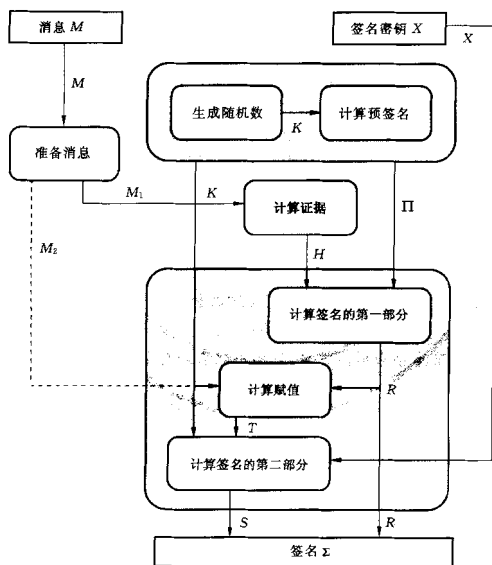 消息 M
签名密钥 X
X
M
生成随机数
K
计算预签名
准备消息
M₁
K
计算证据
Π
M₂
H
计算签名的第一部分
计算赋值
R
T
计算签名的第二部分
S
R
签名 Σ